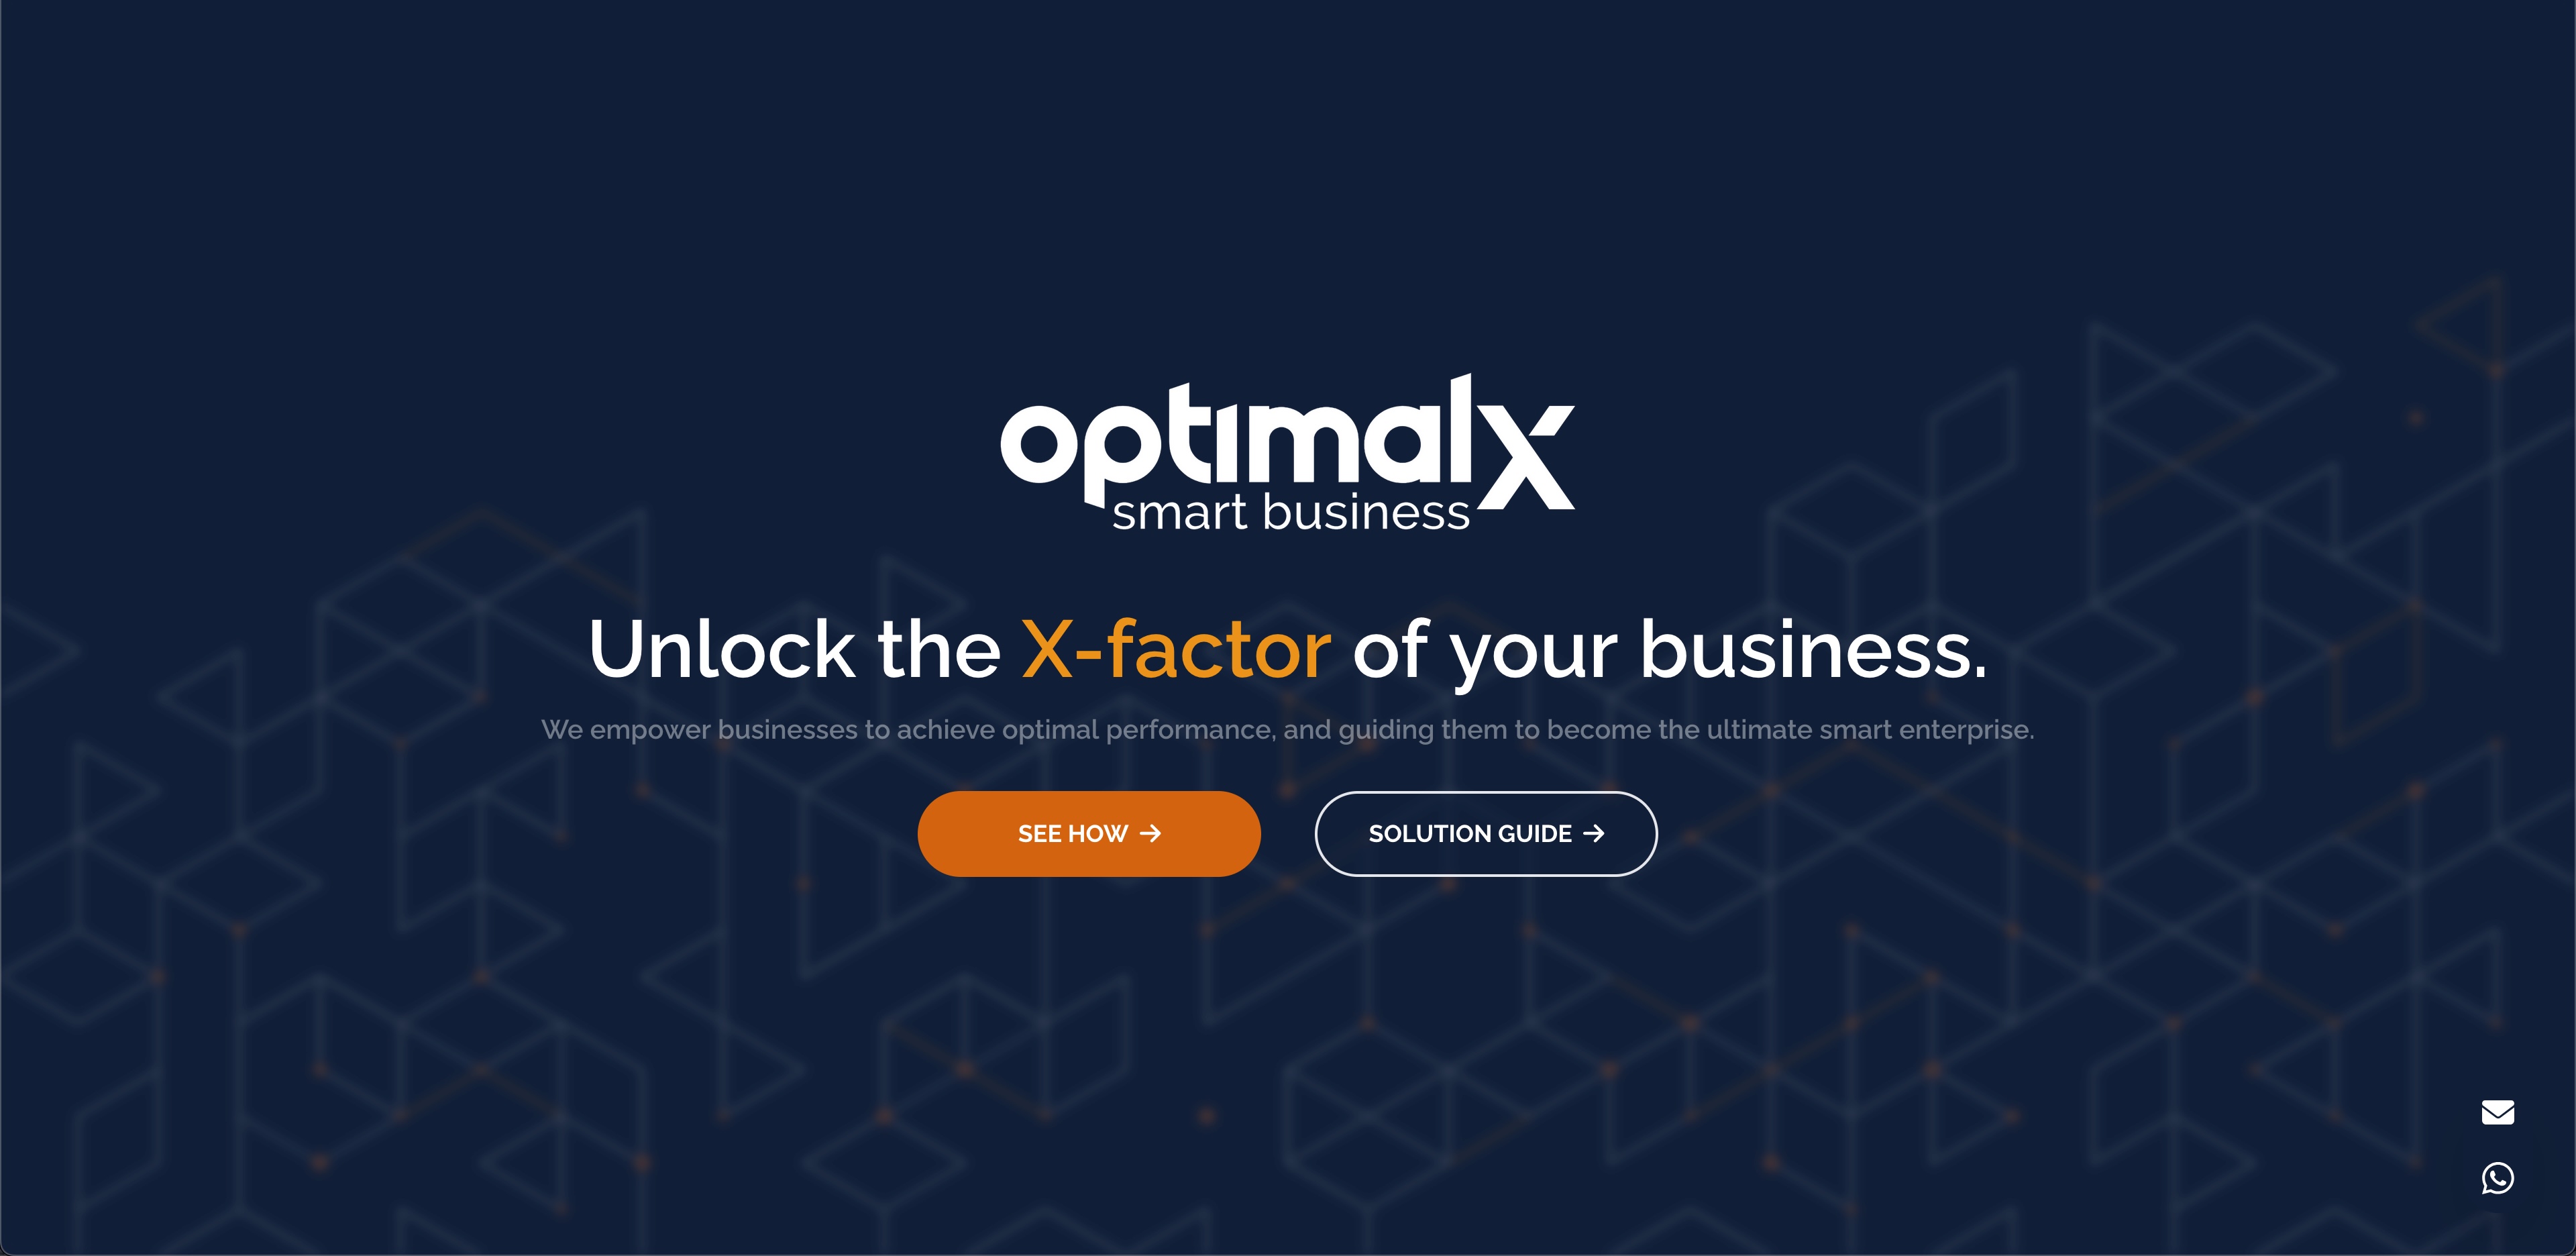 optimalx
smart business
Unlock the X-factor of your business.
We empower businesses to achieve optimal performance, and guiding them to become the ultimate smart enterprise.
SEE HOW →
SOLUTION GUIDE →